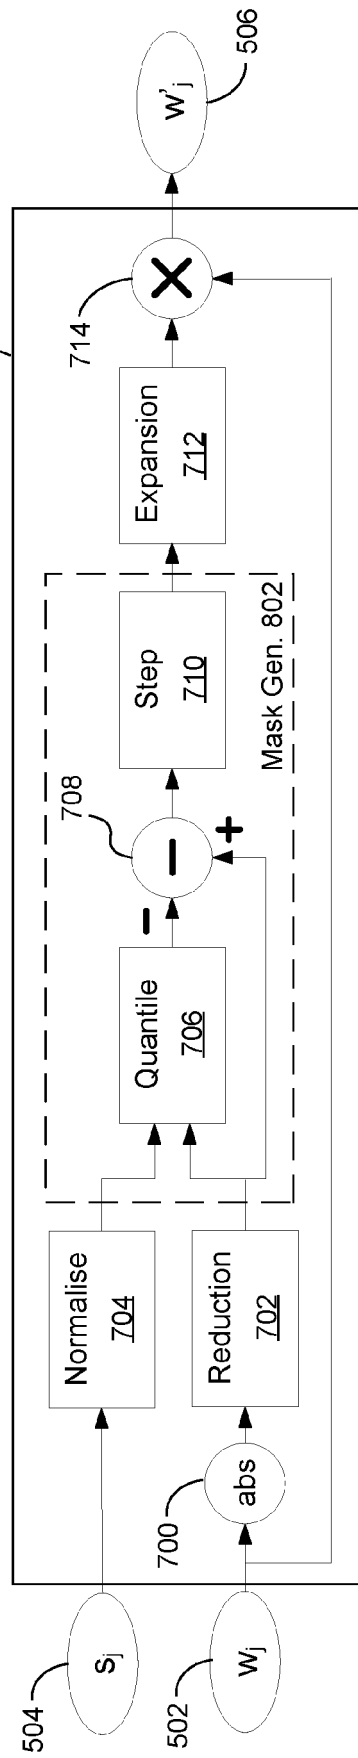 504
s_j
502
w_j
700
abs
Normalise
704
Reduction
702
Quantile
706
708
−
−
+
Step
710
Mask Gen. 802
Expansion
712
714
×
w'_j
506